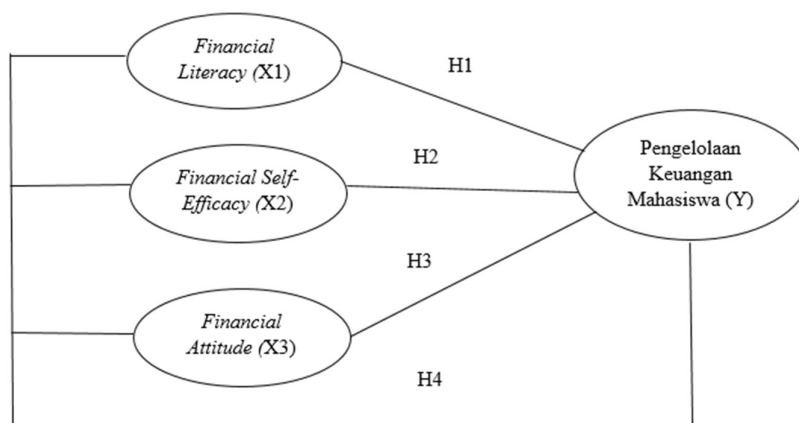 Financial
Literacy (X1)
H1
H2
Pengelolaan
Keuangan
Mahasiswa (Y)
Financial Self-
Efficacy (X2)
H3
Financial
Attitude (X3)
H4